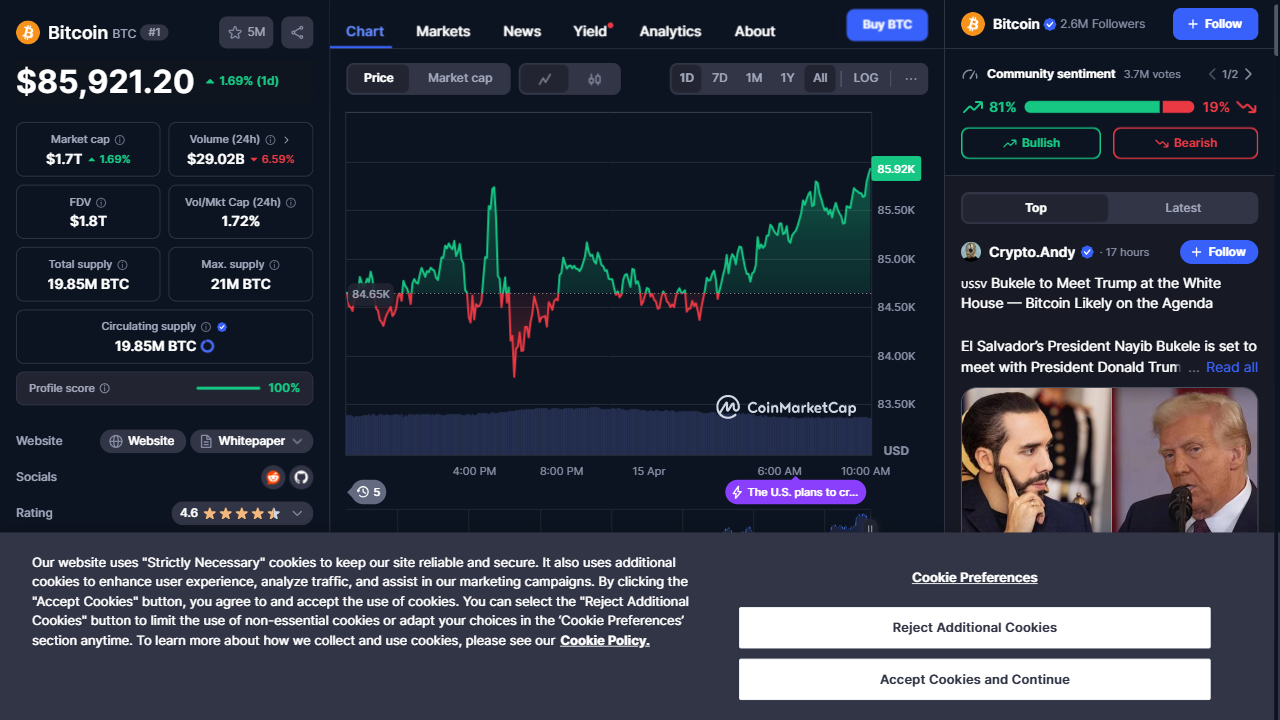 Bitcoin BTC #1
5M
$85,921.20
1.69% (1d)
Market cap
$1.7T 1.69%
Volume (24h)
$29.02B 6.59%
FDV
$1.8T
Vol/Mkt Cap (24h)
1.72%
Total supply
19.85M BTC
Max. supply
21M BTC
Circulating supply
19.85M BTC
Profile score
100%
Website
Website
Whitepaper
Socials
Rating
4.6
Chart
Markets
News
Yield
Analytics
About
Buy BTC
Price
Market cap
1D
7D
1M
1Y
All
LOG
...
85.92K
85.50K
85.00K
84.65K
84.50K
84.00K
83.50K
CoinMarketCap
USD
4:00 PM
8:00 PM
15 Apr
6:00 AM
10:00 AM
5
The U.S. plans to cr...
Bitcoin 2.6M Followers
+ Follow
Community sentiment 3.7M votes
1/2
81%
19%
Bullish
Bearish
Top
Latest
Crypto.Andy · 17 hours
+ Follow
ussv Bukele to Meet Trump at the White
House — Bitcoin Likely on the Agenda
El Salvador's President Nayib Bukele is set to
meet with President Donald Trum ... Read all
Our website uses "Strictly Necessary" cookies to keep our site reliable and secure. It also uses additional
cookies to enhance user experience, analyze traffic, and assist in our marketing campaigns. By clicking the
"Accept Cookies" button, you agree to and accept the use of cookies. You can select the "Reject Additional
Cookies" button to limit the use of non-essential cookies or adapt your choices in the 'Cookie Preferences'
section anytime. To learn more about how we collect and use cookies, please see our Cookie Policy.
Cookie Preferences
Reject Additional Cookies
Accept Cookies and Continue